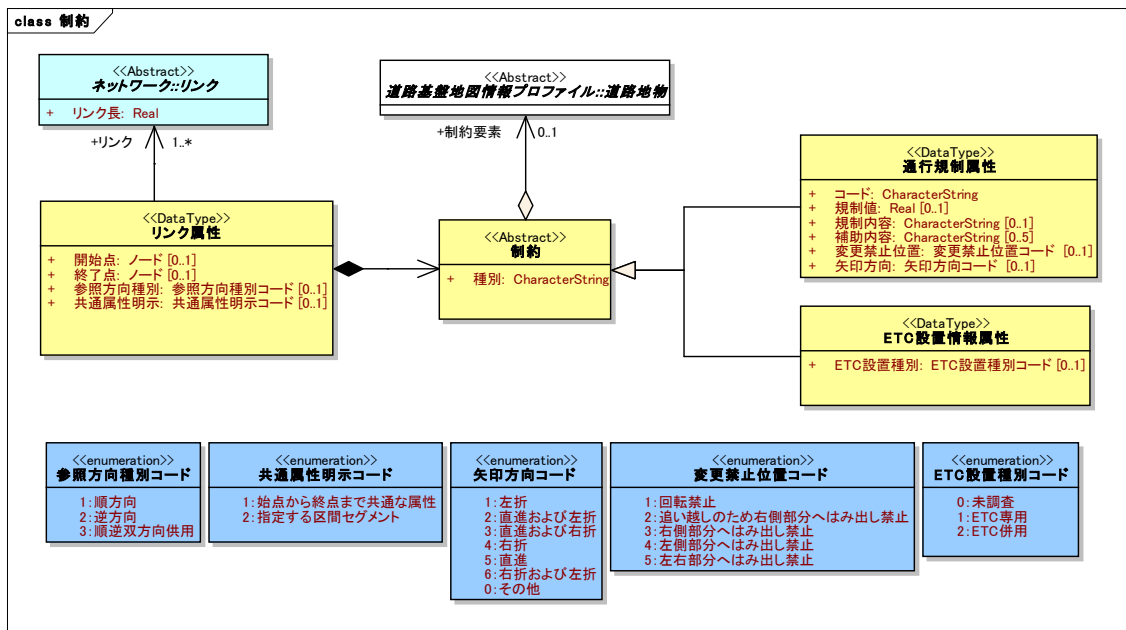 class 制約
<<Abstract>>
ネットワーク::リンク
+ リンク長: Real
+リンク
1..*
<<Abstract>>
道路基盤地図情報プロファイル::道路地物
+制約要素
0..1
<<DataType>>
リンク属性
+ 開始点: ノード [0..1]
+ 終了点: ノード [0..1]
+ 参照方向種別: 参照方向種別コード [0..1]
+ 共通属性明示: 共通属性明示コード [0..1]
<<Abstract>>
制約
+ 種別: CharacterString
<<DataType>>
通行規制属性
+ コード: CharacterString
+ 規制値: Real [0..1]
+ 規制内容: CharacterString [0..1]
+ 補助内容: CharacterString [0..5]
+ 変更禁止位置: 変更禁止位置コード [0..1]
+ 矢印方向: 矢印方向コード [0..1]
<<DataType>>
ETC設置情報属性
+ ETC設置種別: ETC設置種別コード [0..1]
<<enumeration>>
参照方向種別コード
1:順方向
2:逆方向
3:順逆双方向供用
<<enumeration>>
共通属性明示コード
1:始点から終点まで共通な属性
2:指定する区間セグメント
<<enumeration>>
矢印方向コード
1:左折
2:直進および左折
3:直進および右折
4:右折
5:直進
6:右折および左折
0:その他
<<enumeration>>
変更禁止位置コード
1:回転禁止
2:追い越しのため右側部分へはみ出し禁止
3:右側部分へはみ出し禁止
4:左側部分へはみ出し禁止
5:左右部分へはみ出し禁止
<<enumeration>>
ETC設置種別コード
0:未調査
1:ETC専用
2:ETC併用